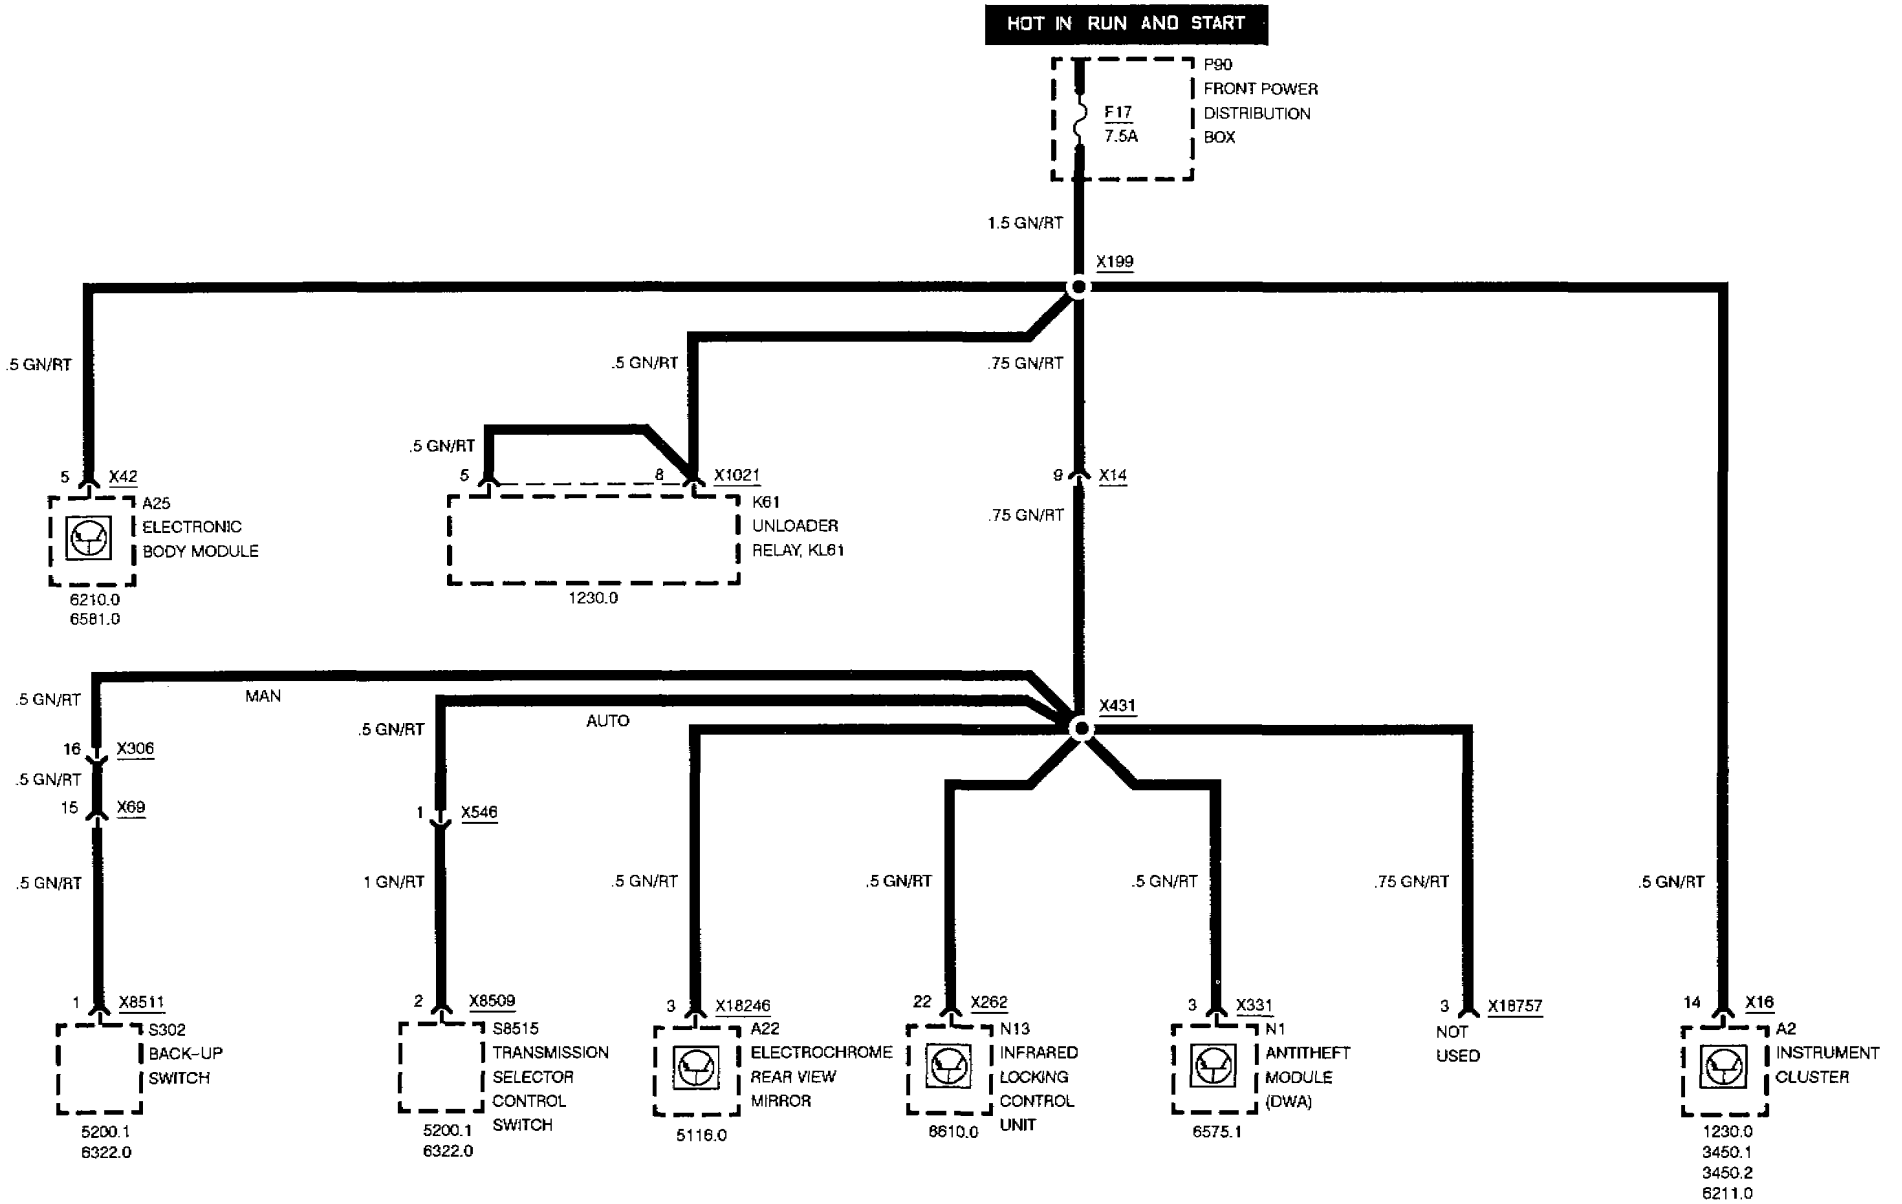 HOT IN RUN AND START
P90
FRONT POWER
DISTRIBUTION
BOX
F17
7.5A
1.5 GN/RT
X199
.5 GN/RT
.5 GN/RT
.75 GN/RT
.5 GN/RT
5 X42
5
8 X1021
9 X14
A25
ELECTRONIC
BODY MODULE
K61
UNLOADER
RELAY, KL61
.75 GN/RT
6210.0
6581.0
1230.0
MAN
AUTO
X431
.5 GN/RT
.5 GN/RT
16 X306
.5 GN/RT
15 X69
1 X546
.5 GN/RT
1 GN/RT
.5 GN/RT
.5 GN/RT
.5 GN/RT
.75 GN/RT
.5 GN/RT
1 X8511
2 X8509
3 X18246
22 X262
3 X331
3 X18757
14 X16
S302
BACK-UP
SWITCH
S8515
TRANSMISSION
SELECTOR
CONTROL
SWITCH
A22
ELECTROCHROME
REAR VIEW
MIRROR
N13
INFRARED
LOCKING
CONTROL
UNIT
N1
ANTITHEFT
MODULE
(DWA)
NOT
USED
A2
INSTRUMENT
CLUSTER
5200.1
6322.0
5200.1
6322.0
5116.0
6610.0
6575.1
1230.0
3450.1
3450.2
6211.0